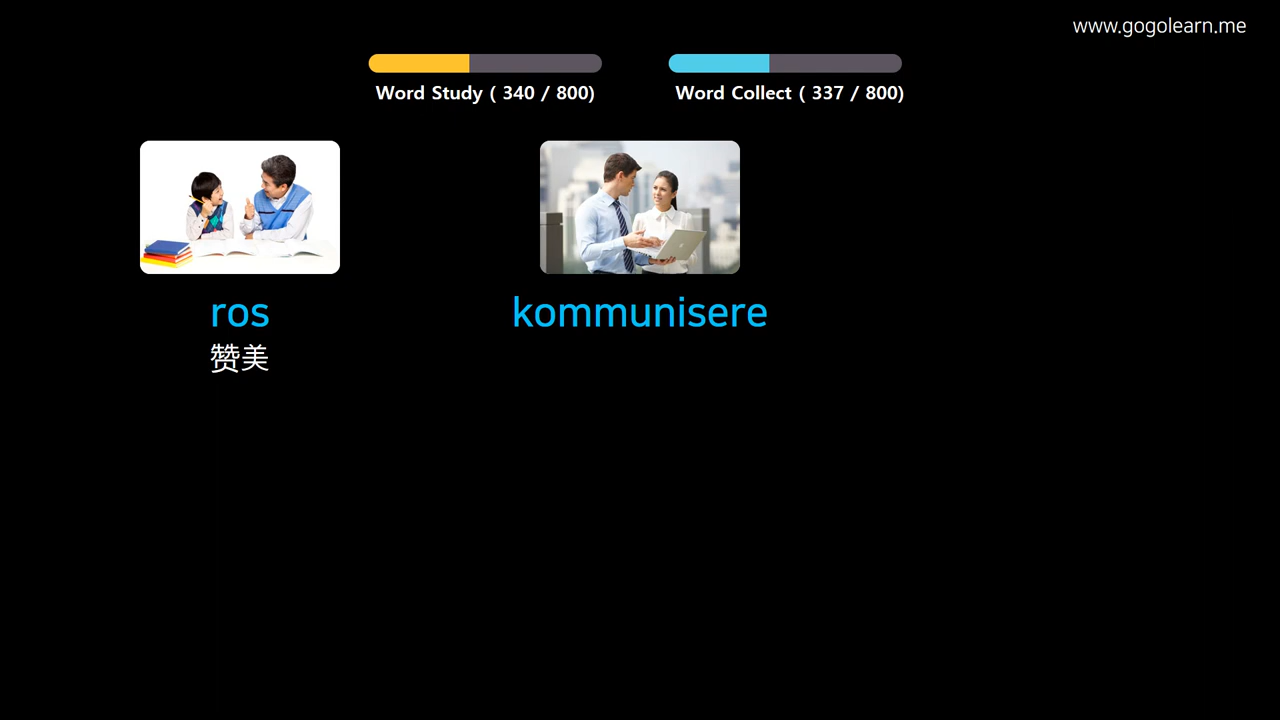 www.gogolearn.me
Word Study ( 340 / 800)
Word Collect ( 337 / 800)
ros
kommunisere
赞美